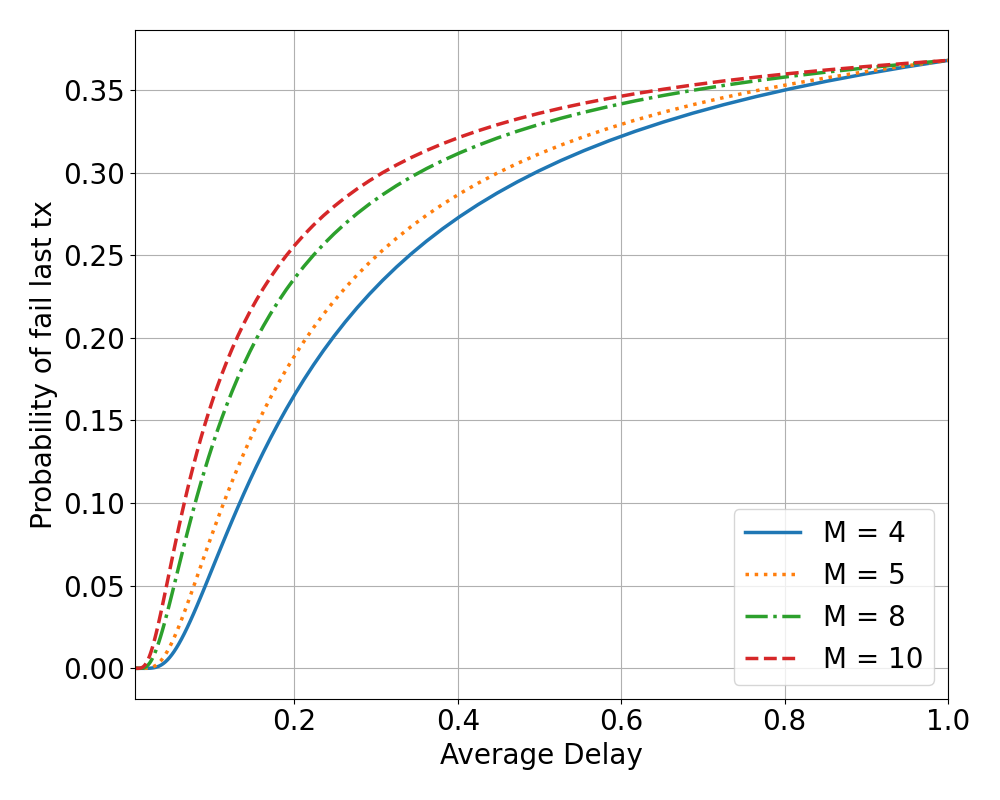 Probability of fail last tx
0.35
0.30
0.25
0.20
0.15
0.10
0.05
0.00
M = 4
M = 5
M = 8
M = 10
0.2 0.4 0.6 0.8 1.0
Average Delay